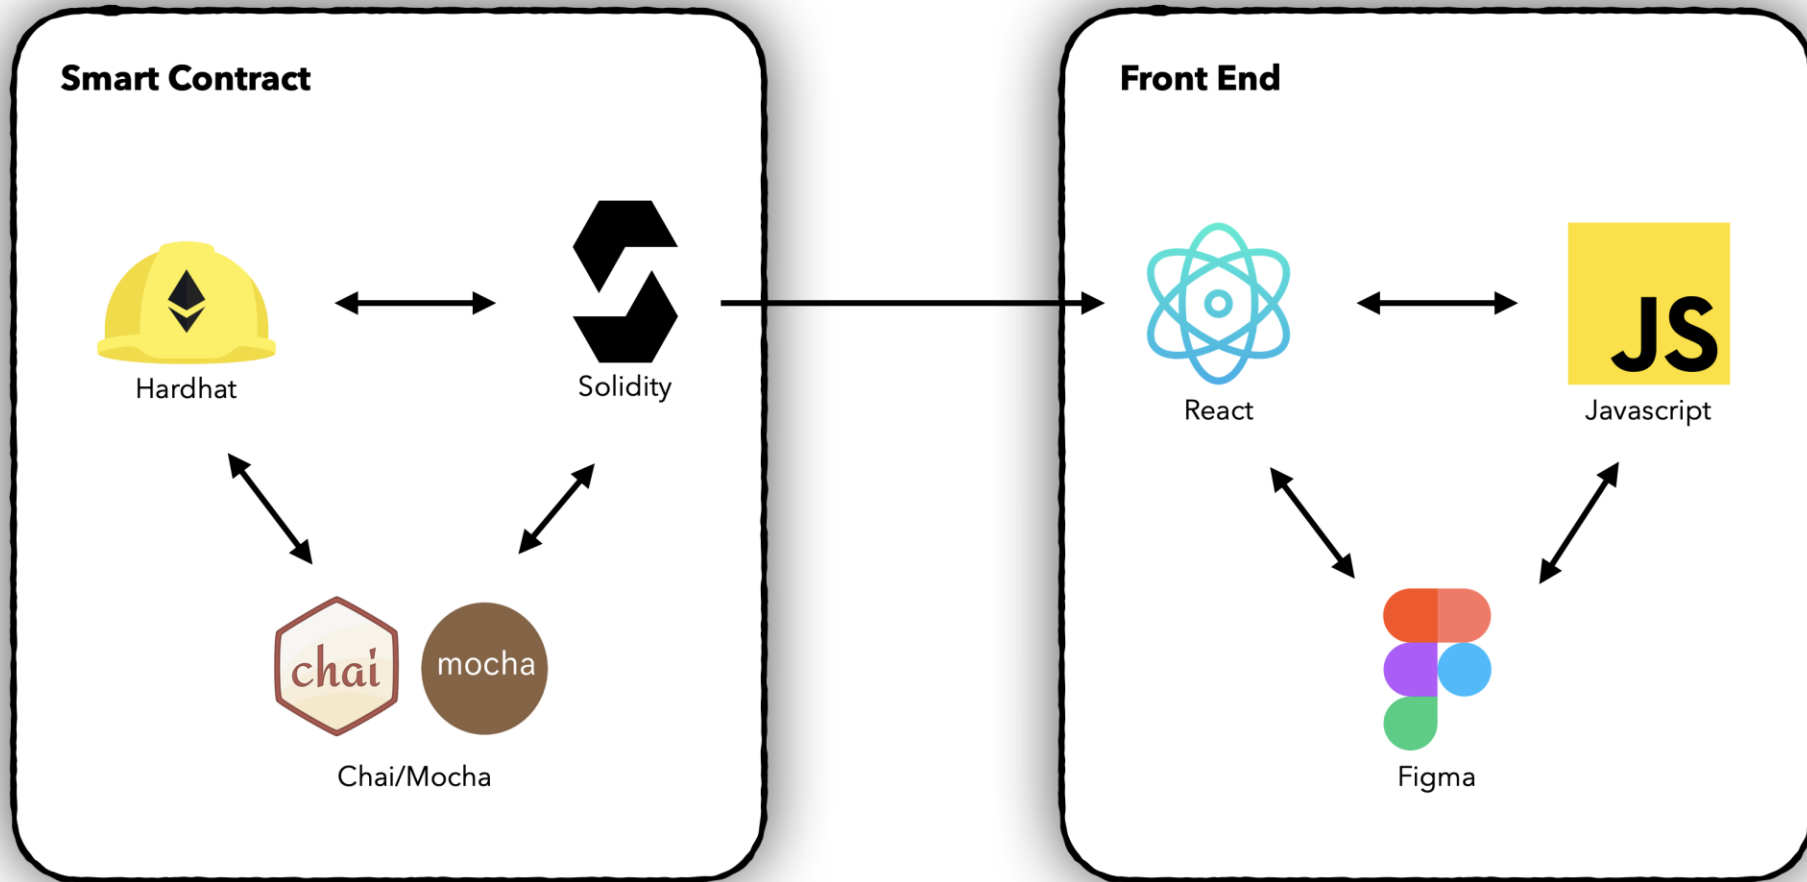 Smart Contract
Front End
JS
Hardhat
Solidity
React
Javascript
chai
mocha
Chai/Mocha
Figma